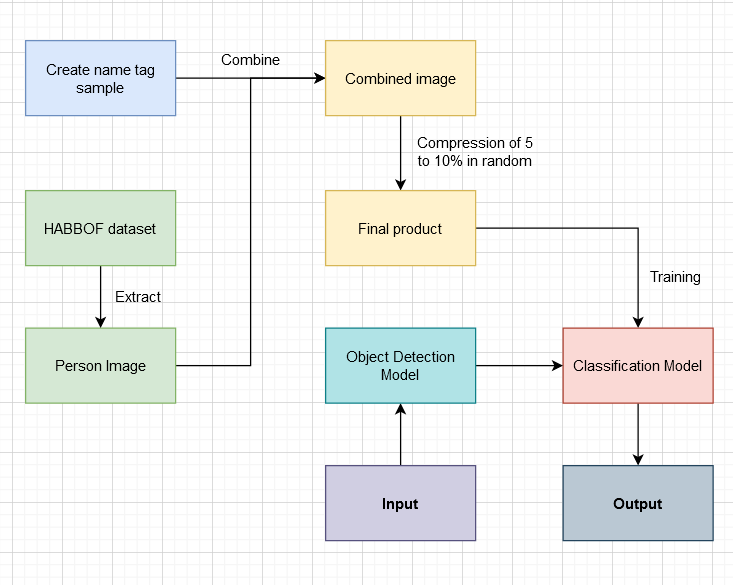 Create name tag
sample
Combine
Combined image
Compression of 5
to 10% in random
HABBOF dataset
Final product
Extract
Training
Person Image
Object Detection
Model
Classification Model
Input
Output